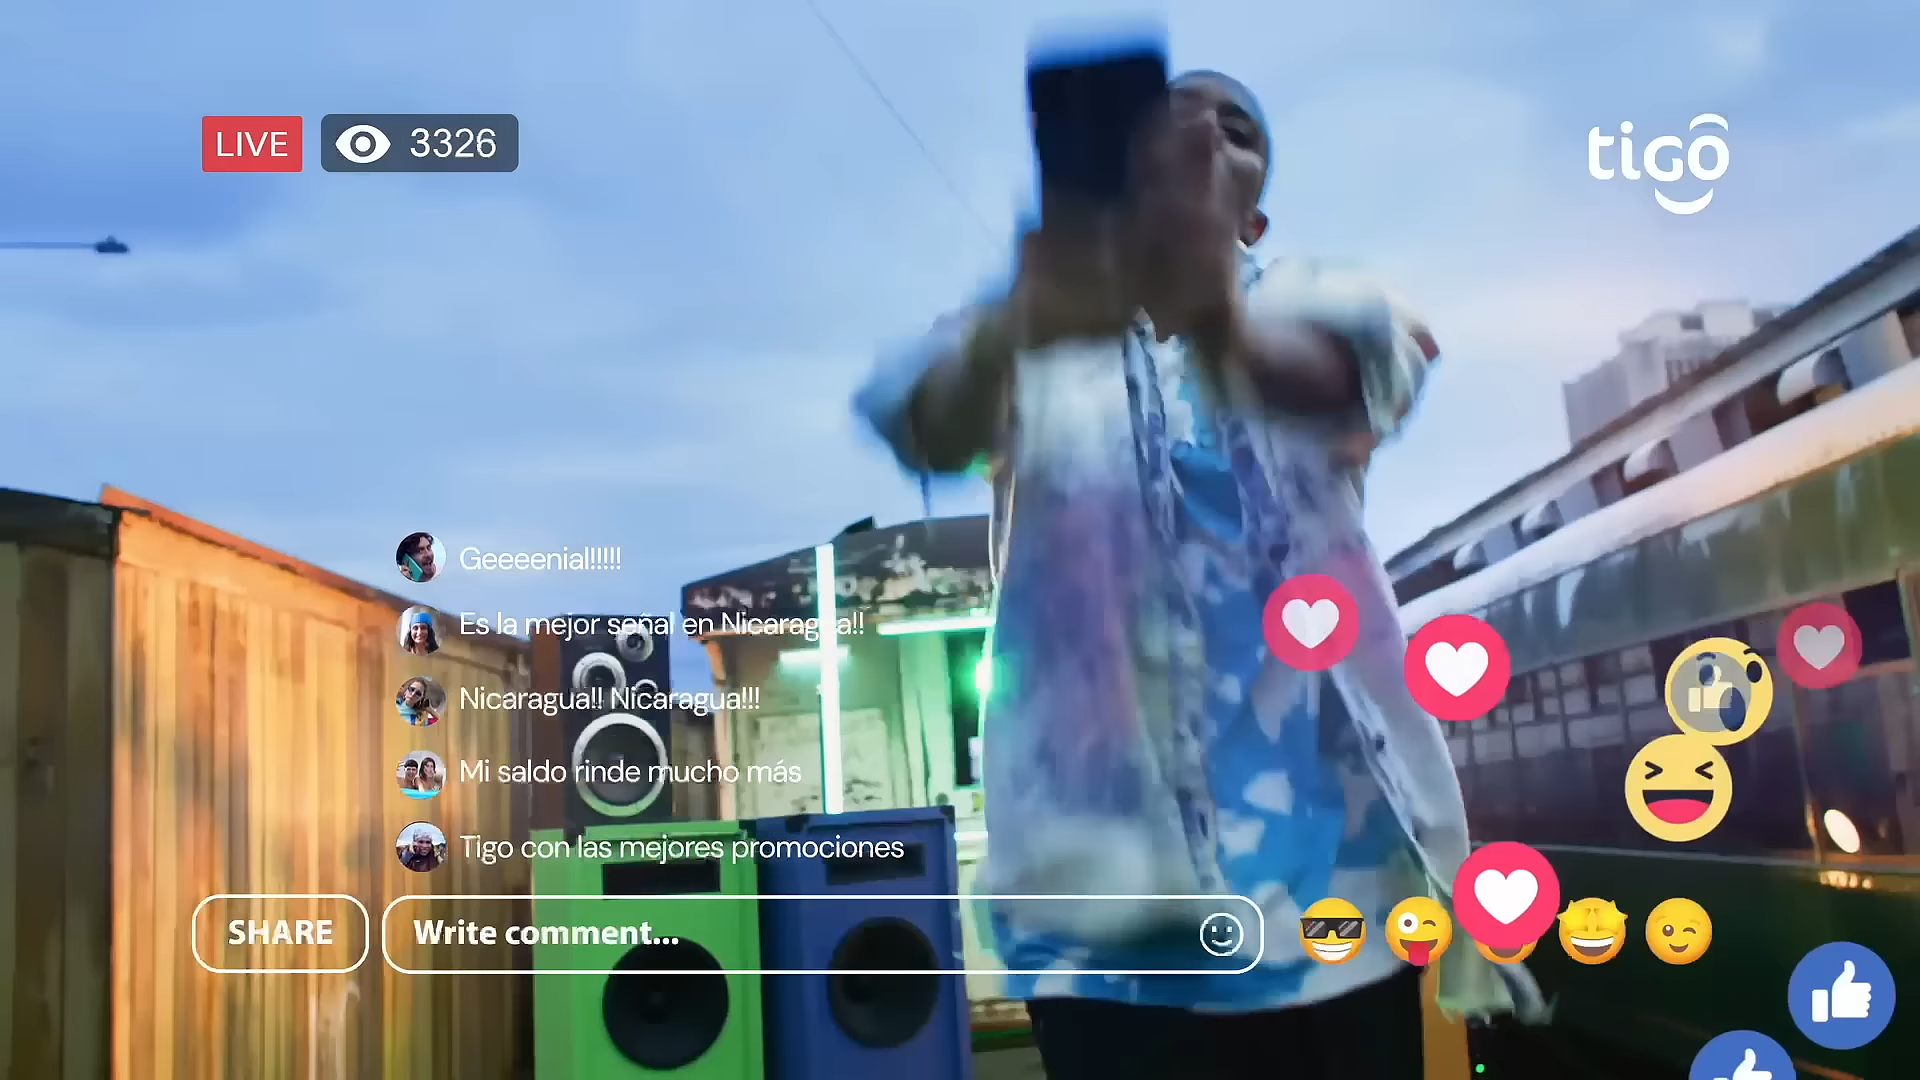 LIVE
3326
tigo
Geeeenial!!!!!
Es la mejor señal en Nicaragua!!
Nicaragua!! Nicaragua!!!
Mi saldo rinde mucho más
Tigo con las mejores promociones
SHARE
Write comment...